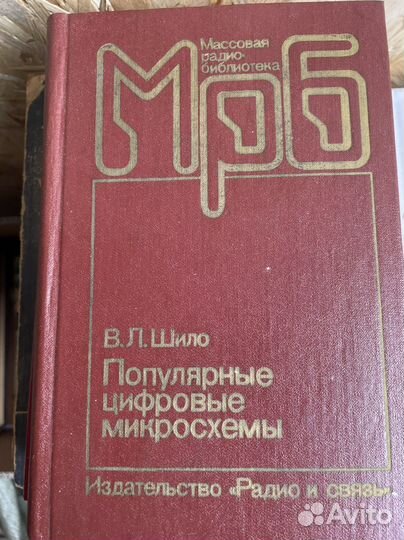 Массовая
радио-
библиотека
МРБ
В. Л. Шило
Популярные
цифровые
микросхемы
Издательство «Радио и связь»
Avito